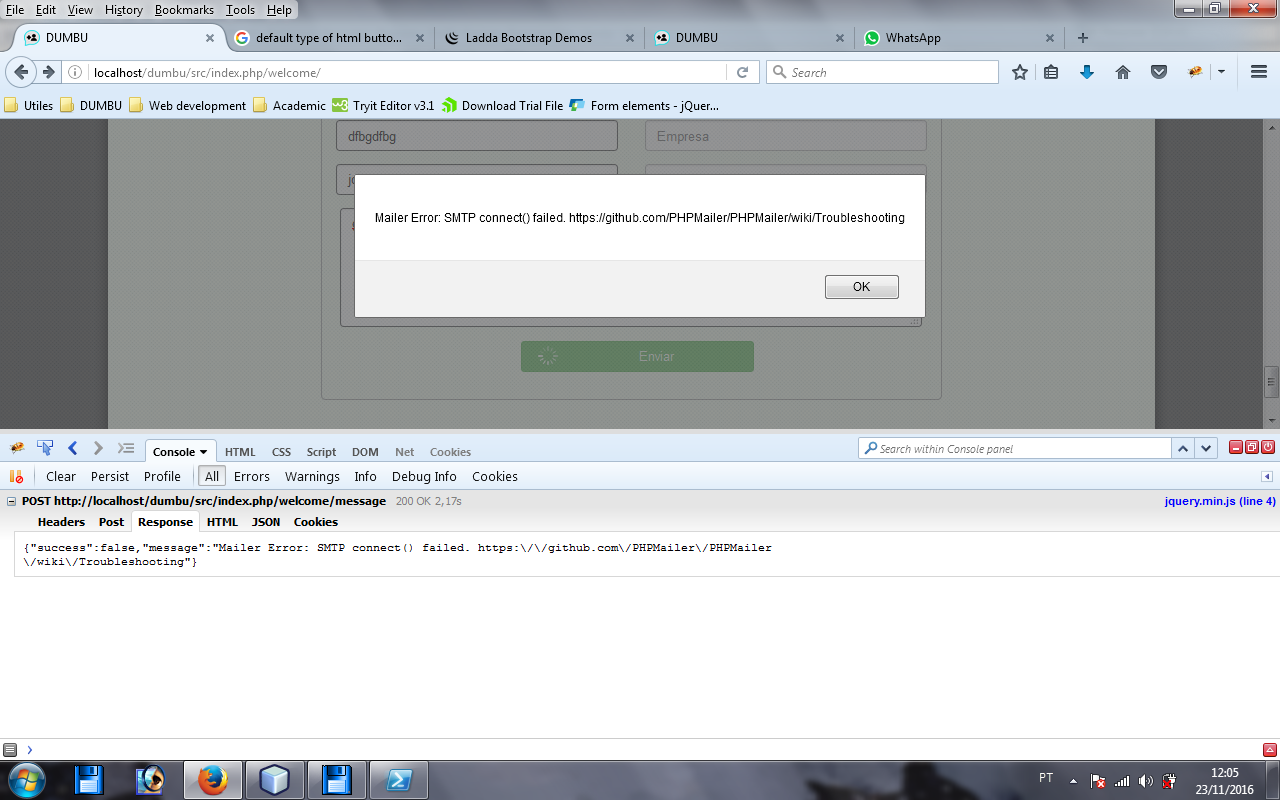 File Edit View History Bookmarks Tools Help
DUMBU
default type of html butto...
Ladda Bootstrap Demos
DUMBU
WhatsApp
localhost/dumbu/src/index.php/welcome/
Search
Utiles DUMBU Web development Academic Tryit Editor v3.1 Download Trial File Form elements - jQuer...
dfbgdfbg
Empresa
Mailer Error: SMTP connect() failed. https://github.com/PHPMailer/PHPMailer/wiki/Troubleshooting
OK
Enviar
Console HTML CSS Script DOM Net Cookies
Search within Console panel
Clear Persist Profile All Errors Warnings Info Debug Info Cookies
POST http://localhost/dumbu/src/index.php/welcome/message 200 OK 2,17s
jquery.min.js (line 4)
Headers Post Response HTML JSON Cookies
{"success":false,"message":"Mailer Error: SMTP connect() failed. https:\/\/github.com\/PHPMailer\/PHPMailer
\/wiki\/Troubleshooting"}
PT
12:05
23/11/2016